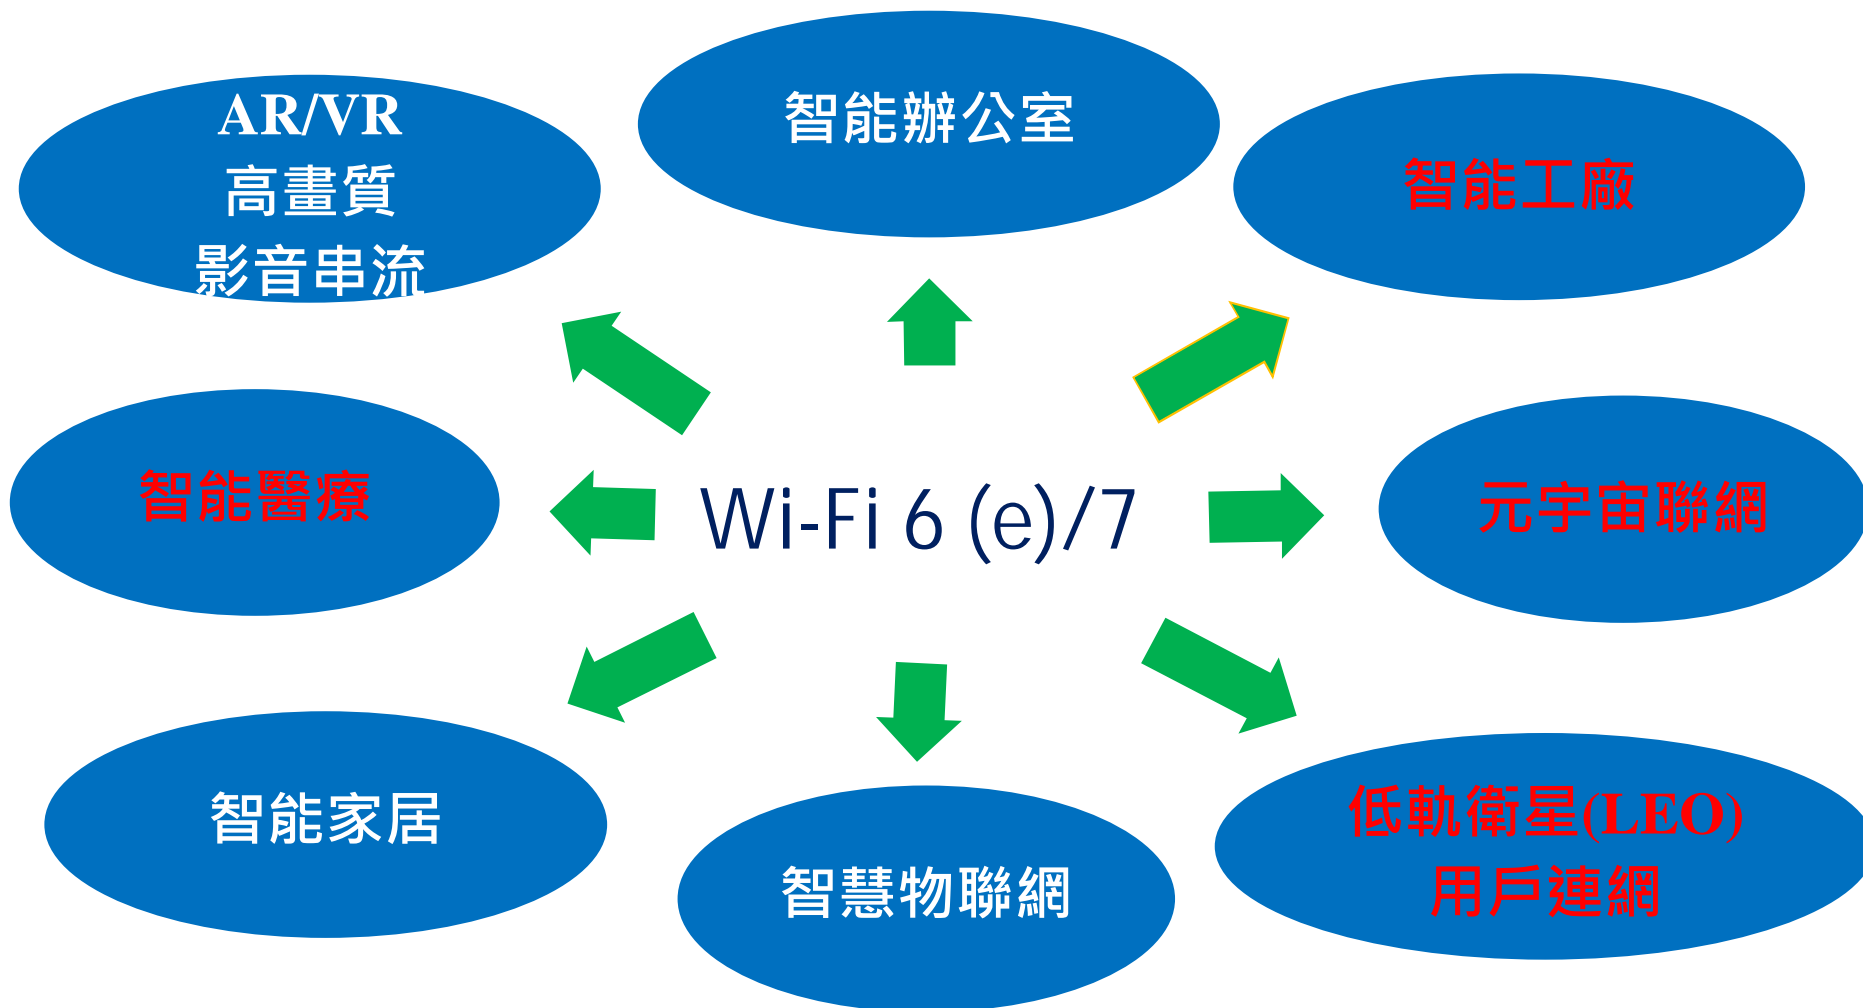 智能辦公室
AR/VR
高畫質
影音串流
智能工廠
智能醫療
Wi-Fi 6 (e)/7
元宇宙聯網
智能家居
智慧物聯網
低軌衛星(LEO)
用戶連網